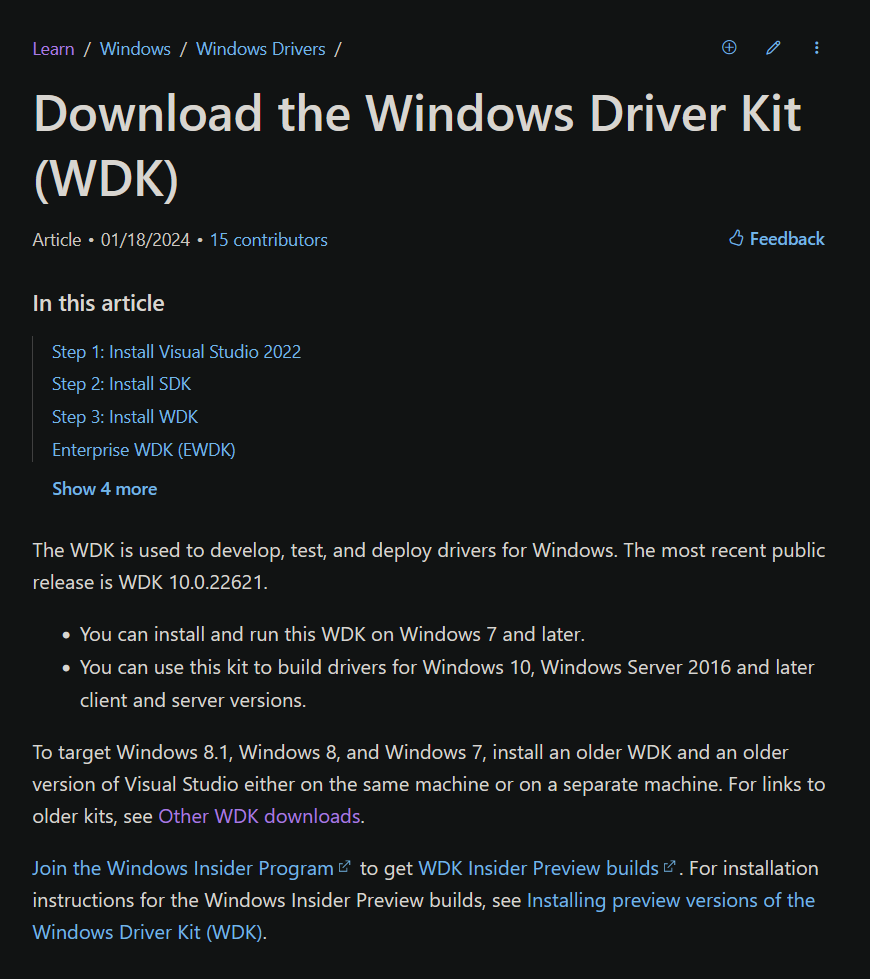 Learn / Windows / Windows Drivers /
Download the Windows Driver Kit
(WDK)
Article • 01/18/2024 • 15 contributors
Feedback
In this article
Step 1: Install Visual Studio 2022
Step 2: Install SDK
Step 3: Install WDK
Enterprise WDK (EWDK)
Show 4 more
The WDK is used to develop, test, and deploy drivers for Windows. The most recent public
release is WDK 10.0.22621.
• You can install and run this WDK on Windows 7 and later.
• You can use this kit to build drivers for Windows 10, Windows Server 2016 and later
client and server versions.
To target Windows 8.1, Windows 8, and Windows 7, install an older WDK and an older
version of Visual Studio either on the same machine or on a separate machine. For links to
older kits, see Other WDK downloads.
Join the Windows Insider Program to get WDK Insider Preview builds. For installation
instructions for the Windows Insider Preview builds, see Installing preview versions of the
Windows Driver Kit (WDK).